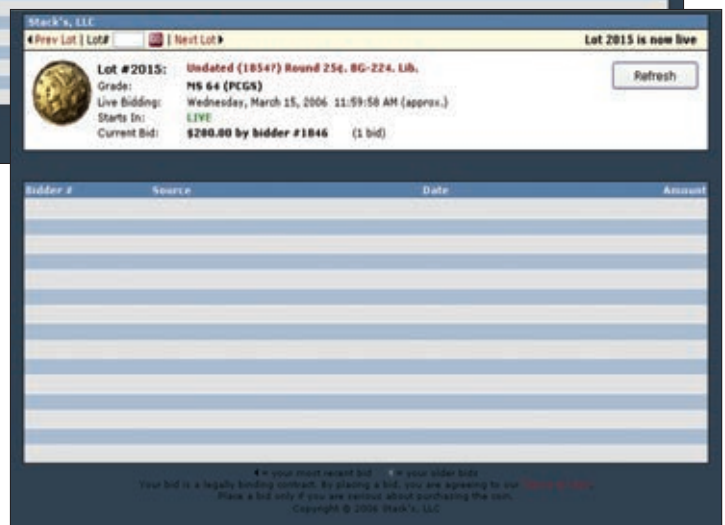 Stack's, LLC
Prev Lot | Lot# | Next Lot Lot 2015 is now live
Lot #2015: Undated (1854?) Round 25¢. BG-224. Lib.
Grade: MS 64 (PCGS)
Live Bidding: Wednesday, March 15, 2006 11:59:58 AM (approx.)
Starts In: LIVE
Current Bid: $280.00 by bidder #1846 (1 bid)
Refresh
Bidder # Source Date Amount
= your most recent bid = your older bids
Your bid is a legally binding contract. By placing a bid, you are agreeing to our
Place a bid only if you are serious about purchasing the coin.
Copyright © 2006 Stack's, LLC